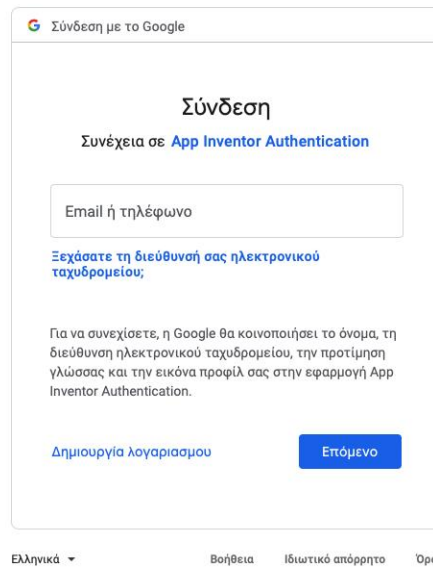 Σύνδεση με το Google
Σύνδεση
Συνέχεια σε App Inventor Authentication
Email ή τηλέφωνο
Ξεχάσατε τη διεύθυνσή σας ηλεκτρονικού
ταχυδρομείου;
Για να συνεχίσετε, η Google θα κοινοποιήσει το όνομα, τη
διεύθυνση ηλεκτρονικού ταχυδρομείου, την προτίμηση
γλώσσας και την εικόνα προφίλ σας στην εφαρμογή App
Inventor Authentication.
Δημιουργία λογαριασμου Επόμενο
Ελληνικά Βοήθεια Ιδιωτικό απόρρητο